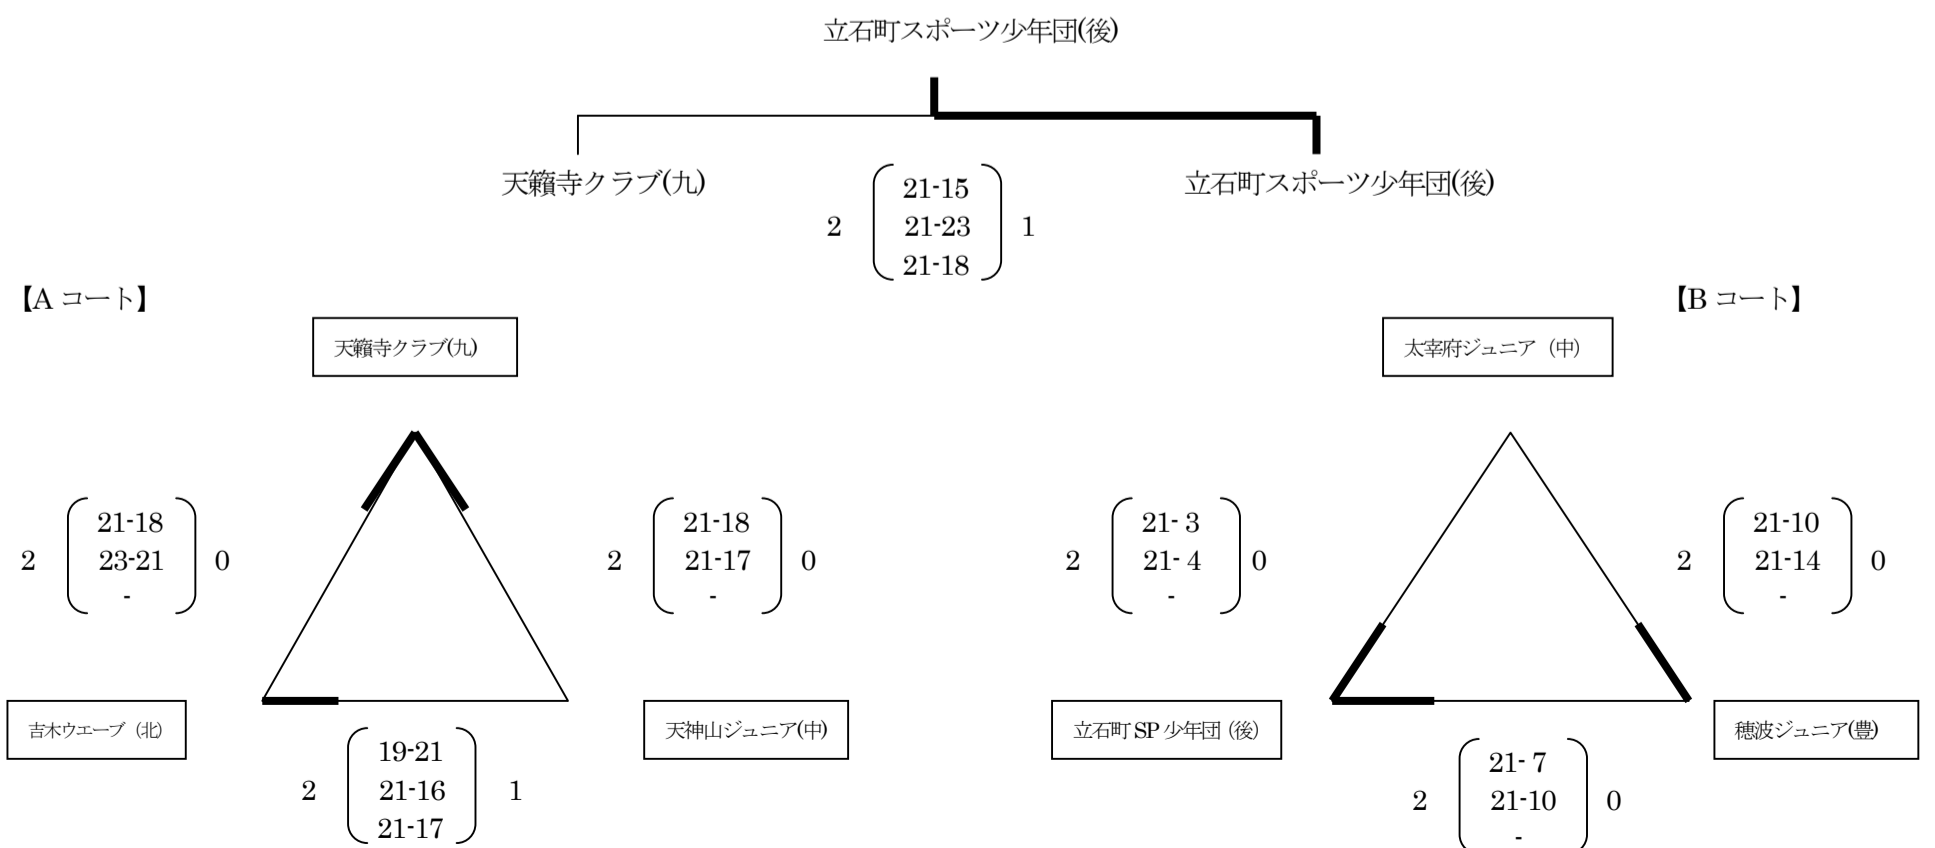 立石町スポーツ少年団(後)
天籟寺クラブ(九)
立石町スポーツ少年団(後)
21-15
2 21-23 1
21-18
【A コート】
【B コート】
天籟寺クラブ(九)
太宰府ジュニア（中）
21-18
2 23-21 0
-
21-18
2 21-17 0
-
21- 3
2 21- 4 0
-
21-10
2 21-14 0
-
吉木ウエーブ（北）
天神山ジュニア(中)
立石町 SP 少年団（後）
穂波ジュニア(豊)
19-21
2 21-16 1
21-17
21- 7
2 21-10 0
-